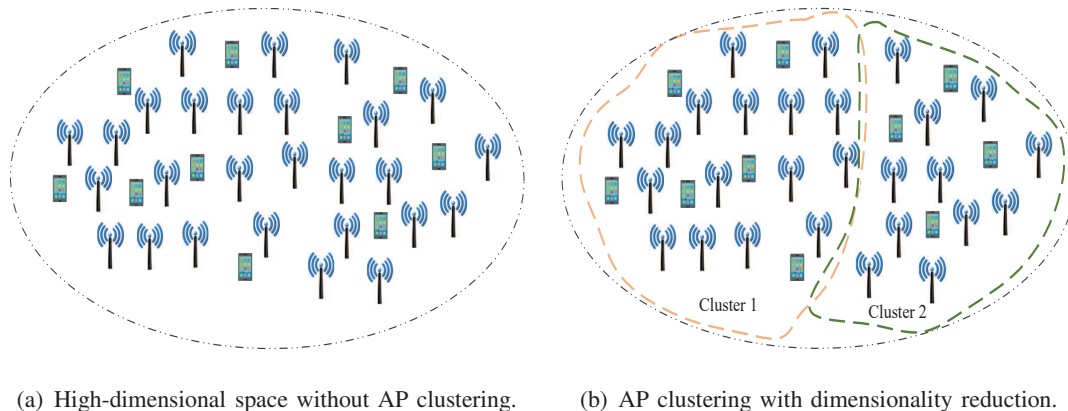 Cluster 1
Cluster 2
(a) High-dimensional space without AP clustering.
(b) AP clustering with dimensionality reduction.